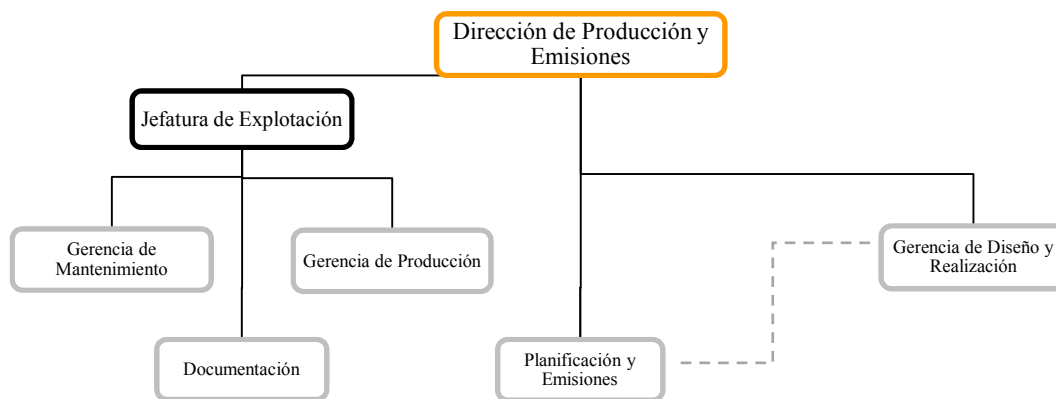 Dirección de Producción y
Emisiones
Jefatura de Explotación
Gerencia de
Mantenimiento
Gerencia de Producción
Gerencia de Diseño y
Realización
Documentación
Planificación y
Emisiones